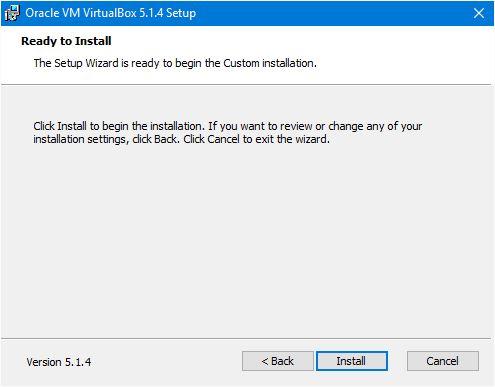 Oracle VM VirtualBox 5.1.4 Setup
Ready to Install
The Setup Wizard is ready to begin the Custom installation.
Click Install to begin the installation. If you want to review or change any of your
installation settings, click Back. Click Cancel to exit the wizard.
Version 5.1.4
< Back
Install
Cancel